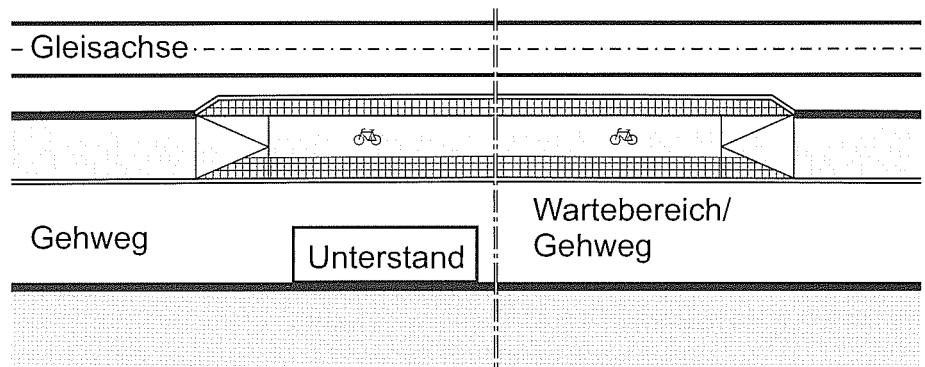 Gleisachse
Gehweg
Unterstand
Wartebereich/
Gehweg